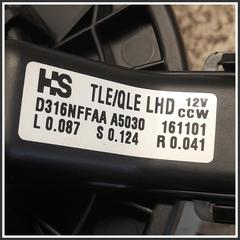 HS TLE/QLE LHD 12V CCW
D316NFFAA A5030 161101
L 0.087 S 0.124 R 0.041